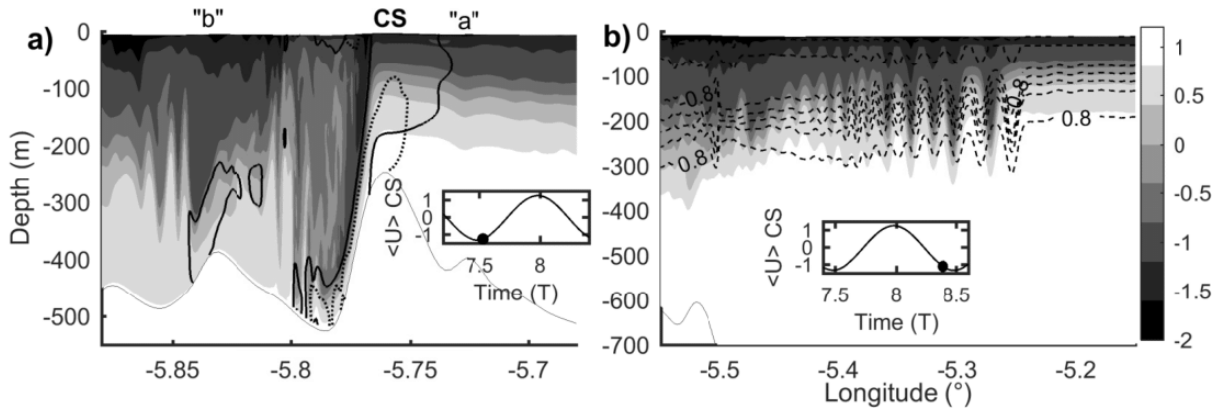 "b" CS "a"
a)
0
-100
-200
-300
-400
-500
Depth (m)
-5.85 -5.8 -5.75 -5.7
<U> CS
1
0
-1
7.5 8
Time (T)
b)
0
-100
-200
-300
-400
-500
-600
-700
0.8
0.8
0.8
0.8
<U> CS
1
0
-1
7.5 8 8.5
Time (T)
-5.5 -5.4 -5.3 -5.2
Longitude (°)
1
0.5
0
-0.5
-1
-1.5
-2